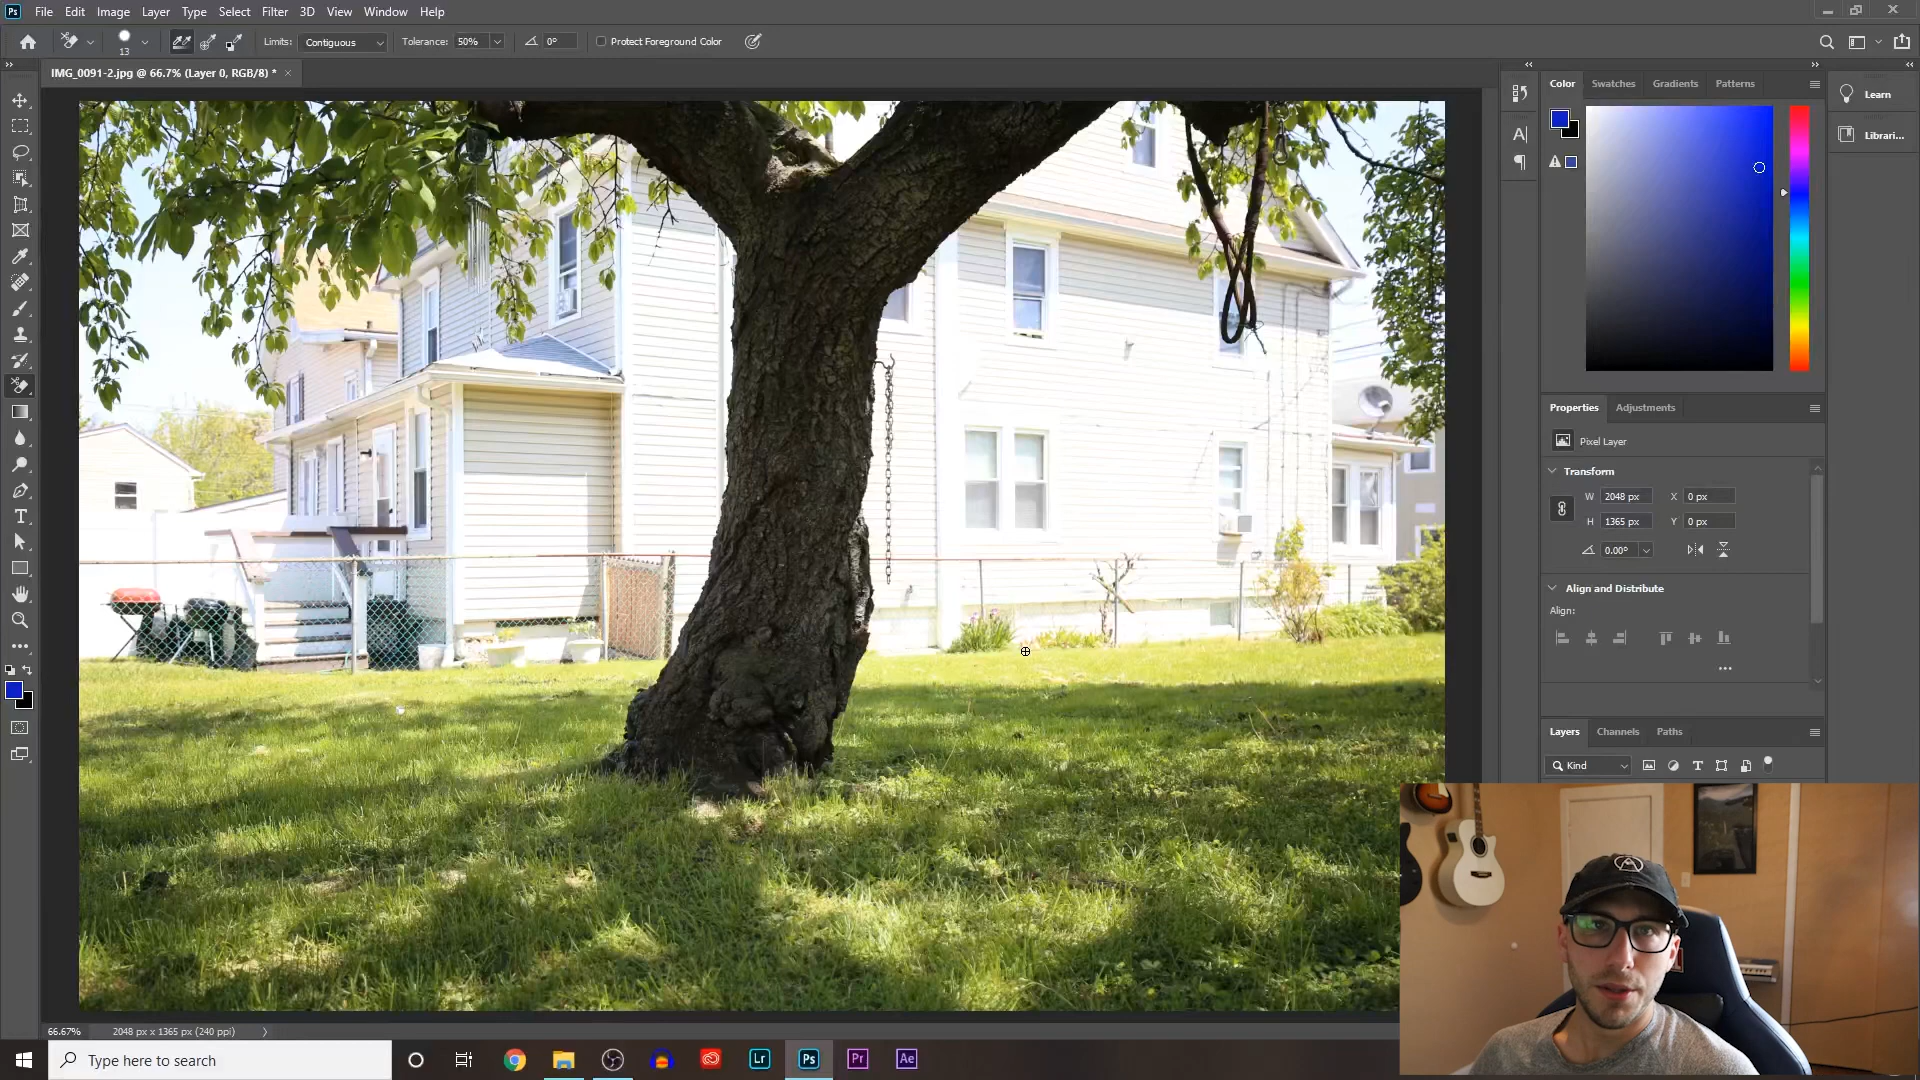 Ps File Edit Image Layer Type Select Filter 3D View Window Help
13 Limits: Contiguous Tolerance: 50% 0° Protect Foreground Color
IMG_0091-2.jpg @ 66.7% (Layer 0, RGB/8) * ×
Color Swatches Gradients Patterns
Learn
Librari...
Properties Adjustments
Pixel Layer
Transform
W 2048 px X 0 px
H 1365 px Y 0 px
0.00°
Align and Distribute
Align:
Layers Channels Paths
Kind
66.67% 2048 px x 1365 px (240 ppi)
Type here to search
Lr Ps Pr Ae